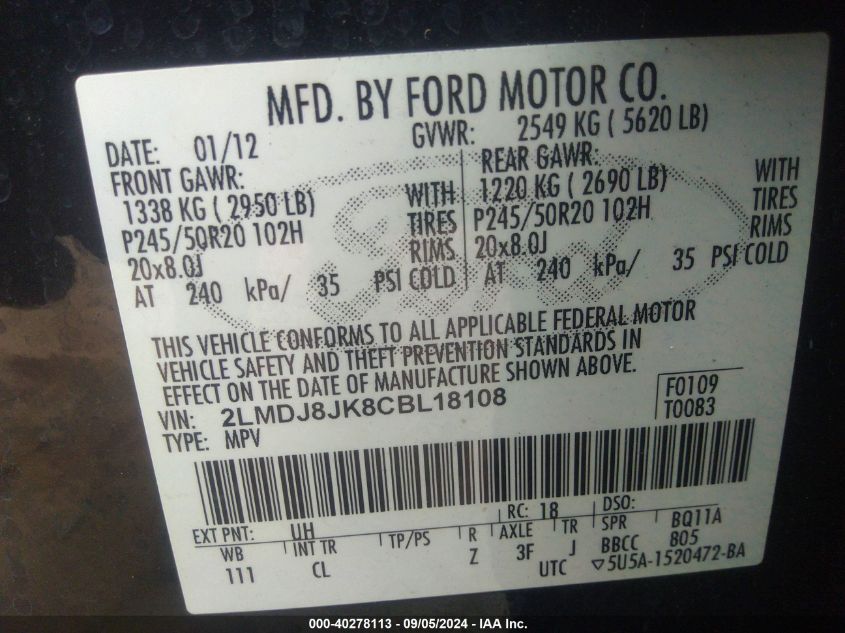 MFD. BY FORD MOTOR CO.
DATE: 01/12 GVWR: 2549 KG ( 5620 LB)
FRONT GAWR: REAR GAWR:
1338 KG ( 2950 LB) WITH 1220 KG ( 2690 LB) WITH
P245/50R20 102H TIRES P245/50R20 102H TIRES
20x8.0J RIMS 20x8.0J RIMS
AT 240 kPa/ 35 PSI COLD AT 240 kPa/ 35 PSI COLD
Ford
THIS VEHICLE CONFORMS TO ALL APPLICABLE FEDERAL MOTOR
VEHICLE SAFETY AND THEFT PREVENTION STANDARDS IN
EFFECT ON THE DATE OF MANUFACTURE SHOWN ABOVE.
VIN: 2LMDJ8JK8CBL18108 F0109
TYPE: MPV T0083
EXT PNT: UH RC: 18 DSO:
WB INT TR TP/PS R AXLE TR SPR BQ11A
111 CL Z 3F J BBCC 805
UTC ▽5U5A-1520472-BA
000-40278113 - 09/05/2024 - IAA Inc.